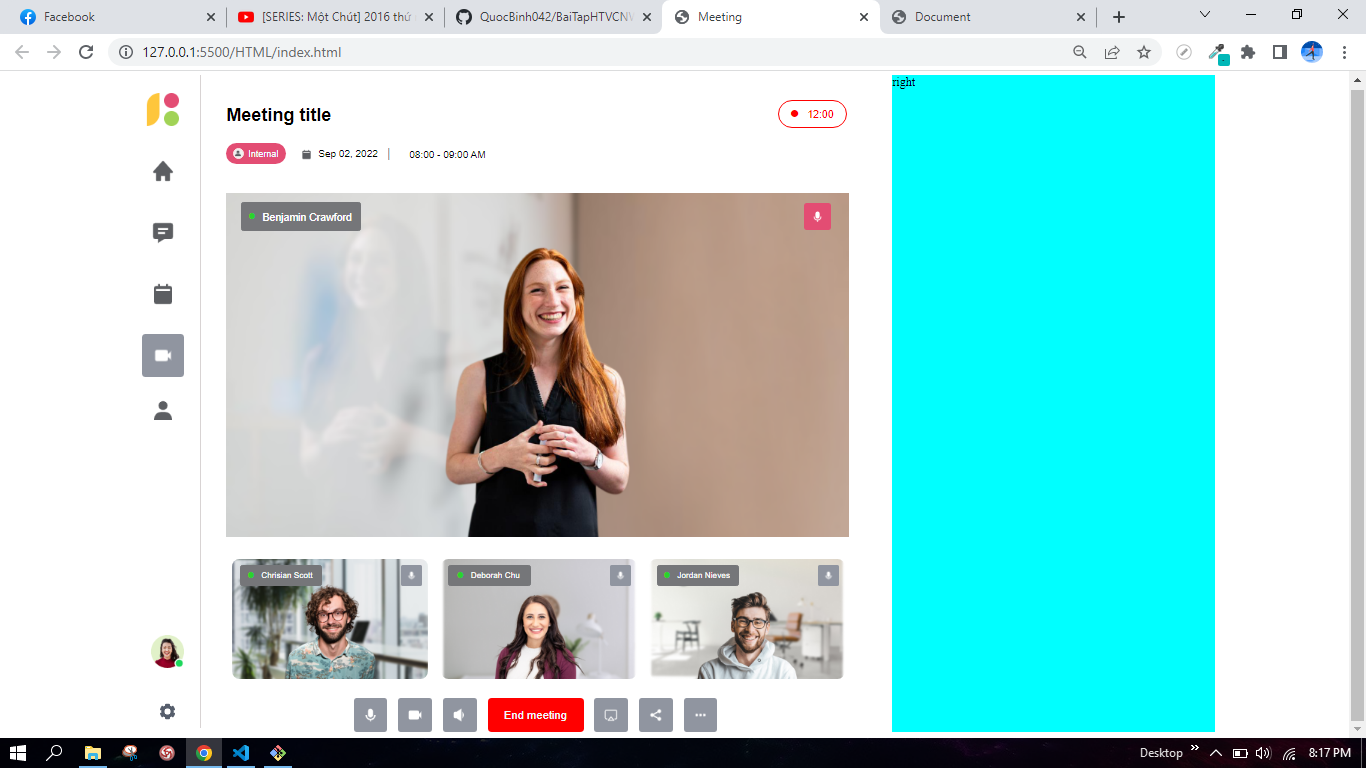 Facebook
[SERIES: Một Chút] 2016 thứ
QuocBinh042/BaiTapHTVCNW
Meeting
Document
127.0.0.1:5500/HTML/index.html
Meeting title
12:00
Internal
Sep 02, 2022 | 08:00 - 09:00 AM
Benjamin Crawford
Chrisian Scott
Deborah Chu
Jordan Nieves
End meeting
right
Desktop
8:17 PM